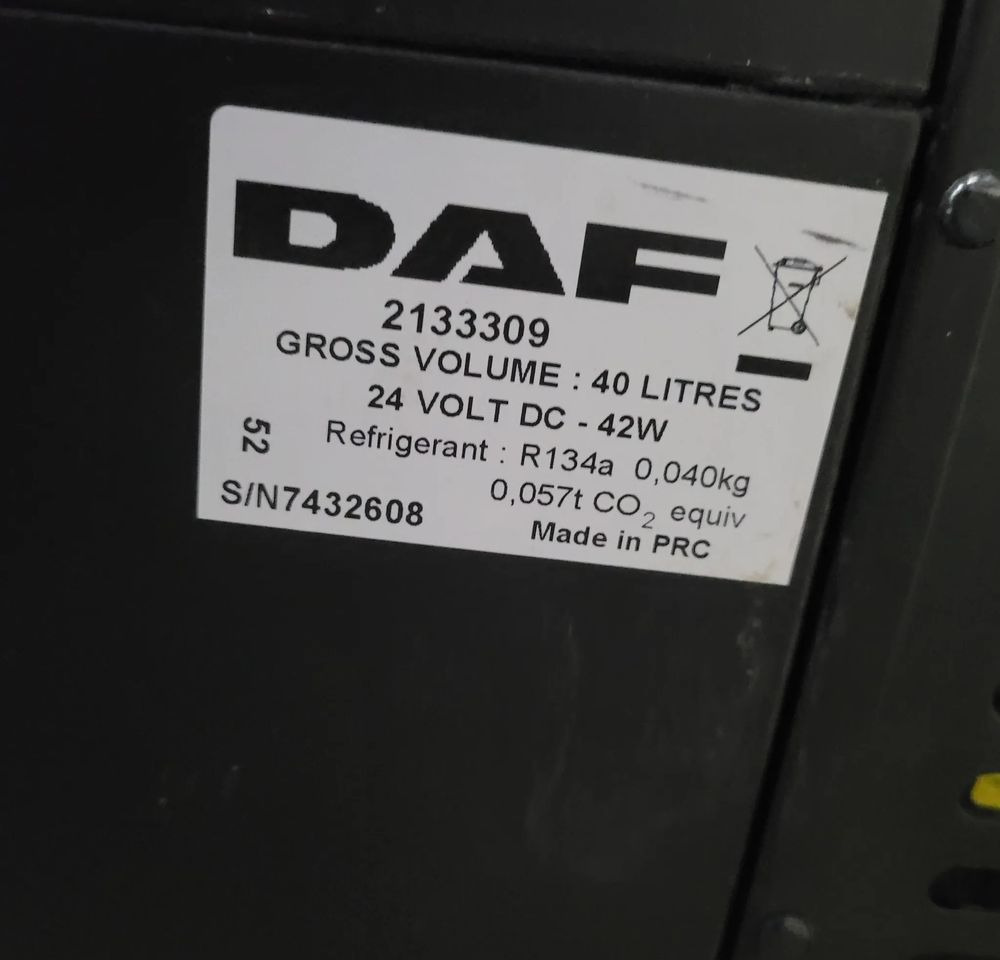 DAF
2133309
GROSS VOLUME : 40 LITRES
24 VOLT DC - 42W
Refrigerant : R134a 0,040kg
0,057t CO₂ equiv
52
S/N7432608
Made in PRC